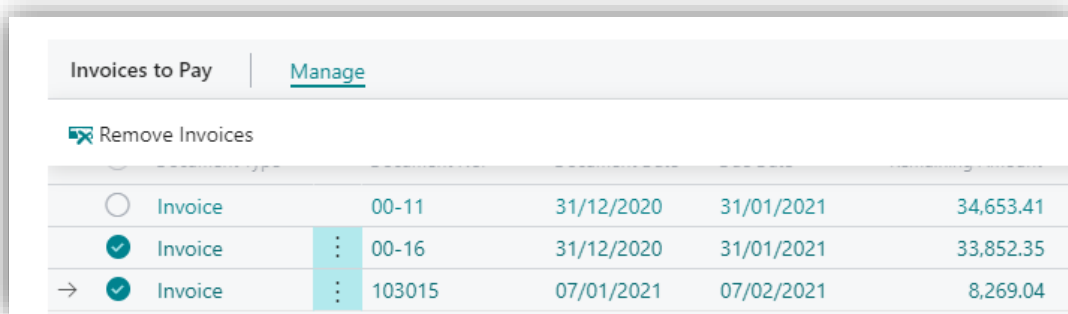 Invoices to Pay Manage
Remove Invoices
Invoice 00-11 31/12/2020 31/01/2021 34,653.41
Invoice 00-16 31/12/2020 31/01/2021 33,852.35
Invoice 103015 07/01/2021 07/02/2021 8,269.04